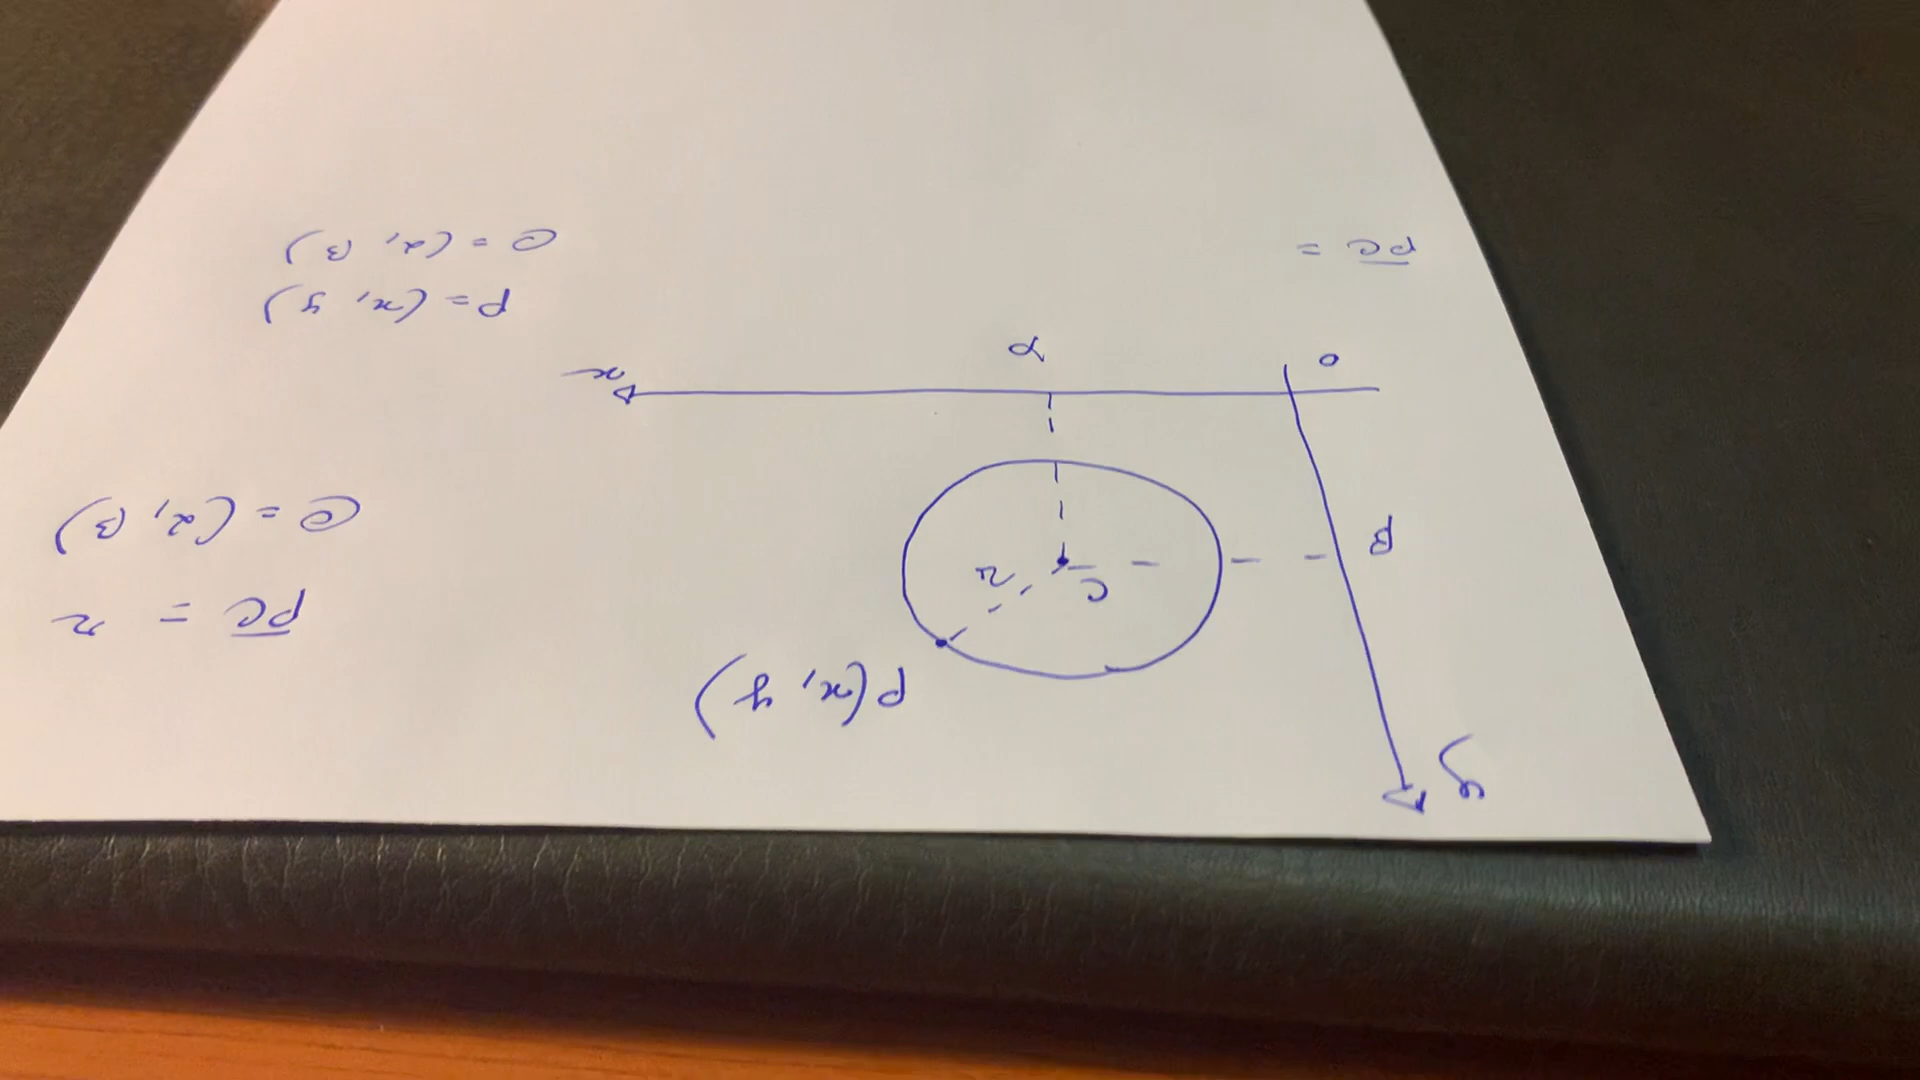 y
P(x, y)
PC = r
β
C
r
C = (α, β)
O
α
x
P = (x, y)
PC =
C = (α, β)